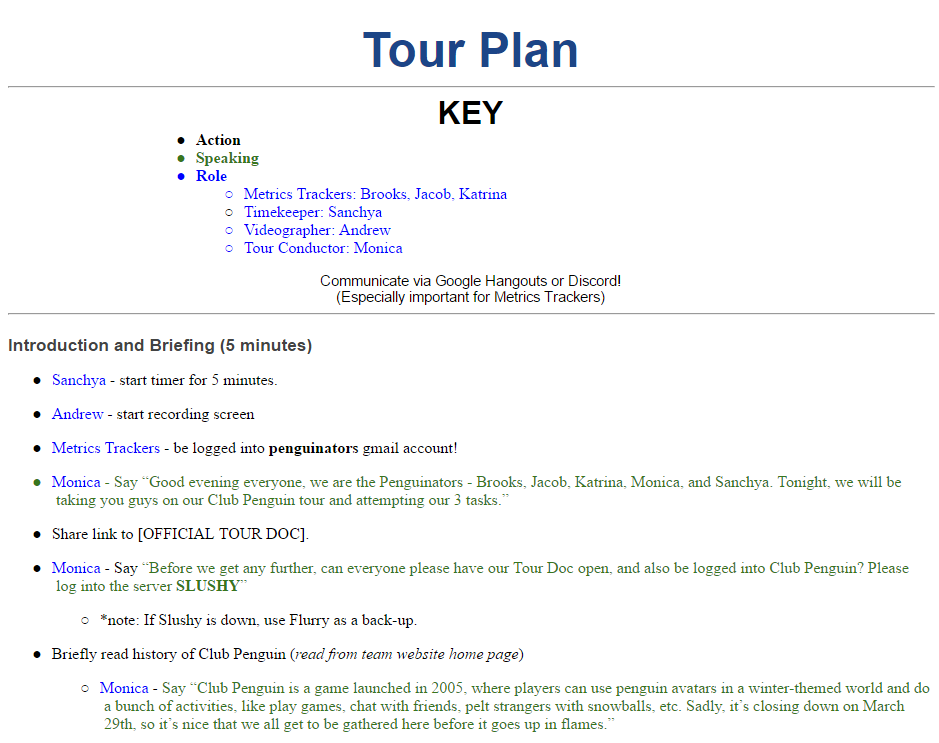 Tour Plan
KEY
● Action
● Speaking
● Role
○ Metrics Trackers: Brooks, Jacob, Katrina
○ Timekeeper: Sanchya
○ Videographer: Andrew
○ Tour Conductor: Monica
Communicate via Google Hangouts or Discord!
(Especially important for Metrics Trackers)
Introduction and Briefing (5 minutes)
● Sanchya - start timer for 5 minutes.
● Andrew - start recording screen
● Metrics Trackers - be logged into penguinators gmail account!
● Monica - Say “Good evening everyone, we are the Penguinators - Brooks, Jacob, Katrina, Monica, and Sanchya. Tonight, we will be
taking you guys on our Club Penguin tour and attempting our 3 tasks.”
● Share link to [OFFICIAL TOUR DOC].
● Monica - Say “Before we get any further, can everyone please have our Tour Doc open, and also be logged into Club Penguin? Please
log into the server SLUSHY”
○ *note: If Slushy is down, use Flurry as a back-up.
● Briefly read history of Club Penguin (read from team website home page)
○ Monica - Say “Club Penguin is a game launched in 2005, where players can use penguin avatars in a winter-themed world and do
a bunch of activities, like play games, chat with friends, pelt strangers with snowballs, etc. Sadly, it’s closing down on March
29th, so it’s nice that we all get to be gathered here before it goes up in flames.”